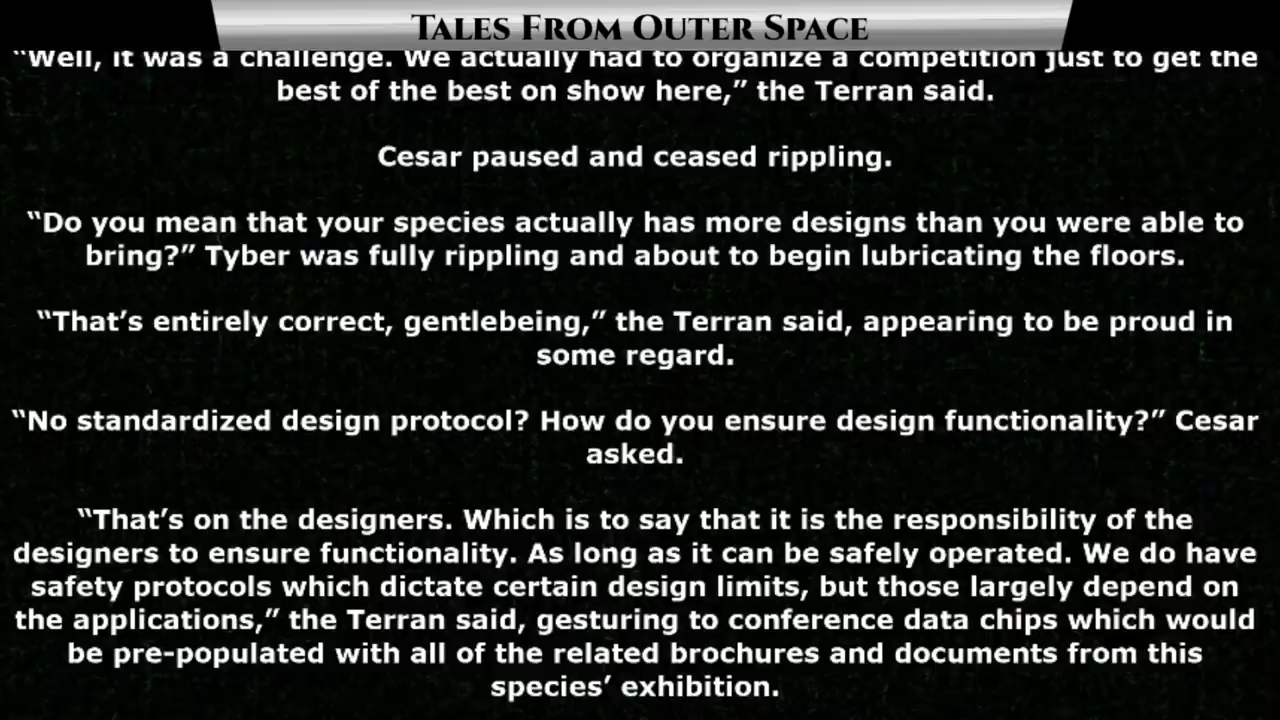 TALES FROM OUTER SPACE
“Well, it was a challenge. We actually had to organize a competition just to get the
best of the best on show here,” the Terran said.
Cesar paused and ceased rippling.
“Do you mean that your species actually has more designs than you were able to
bring?” Tyber was fully rippling and about to begin lubricating the floors.
“That’s entirely correct, gentlebeing,” the Terran said, appearing to be proud in
some regard.
“No standardized design protocol? How do you ensure design functionality?” Cesar
asked.
“That’s on the designers. Which is to say that it is the responsibility of the
designers to ensure functionality. As long as it can be safely operated. We do have
safety protocols which dictate certain design limits, but those largely depend on
the applications,” the Terran said, gesturing to conference data chips which would
be pre-populated with all of the related brochures and documents from this
species’ exhibition.